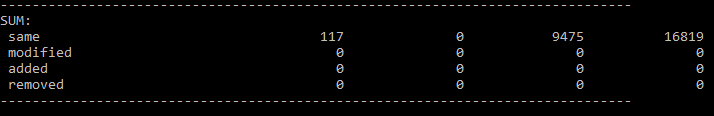 -------------------------------------------------------------------------------
SUM:
 same                                  117              0           9475          16819
 modified                                0              0              0              0
 added                                   0              0              0              0
 removed                                 0              0              0              0
-------------------------------------------------------------------------------